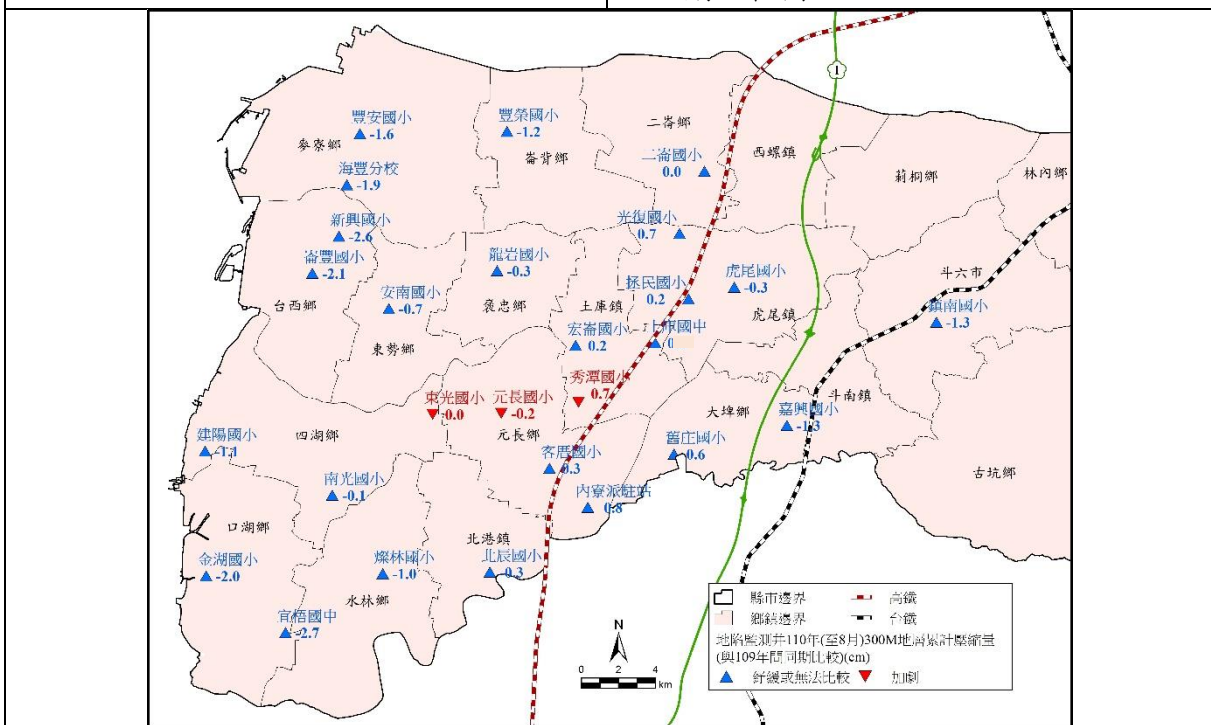 1
豐安國小
-1.6
豐榮國小
-1.2
二崙鄉
麥寮鄉
崙背鄉
二崙國小
0.0
西螺鎮
海豐分校
-1.9
莿桐鄉
林內鄉
新興國小
-2.6
光復國小
0.7
崙豐國小
-2.1
龍岩國小
-0.3
拯民國小
0.2
虎尾國小
-0.3
斗六市
台西鄉
安南國小
-0.7
褒忠鄉
土庫鎮
虎尾鎮
鎮南國小
-1.3
宏崙國小
0.2
國中
0
東勢鄉
秀潭國小
0.7
東光國小
-0.0
元長國小
-0.2
大埤鄉
斗南鎮
嘉興國小
-1.3
建陽國小
-1.1
四湖鄉
元長鄉
客厝國小
0.3
舊庄國小
0.6
古坑鄉
南光國小
-0.1
內寮派駐站
0.8
口湖鄉
北港鎮
金湖國小
-2.0
燦林國小
-1.0
北辰國小
0.3
水林鄉
宜梧國中
-2.7
N
0 2 4
km
縣市邊界 高鐵
鄉鎮邊界 台鐵
地陷監測井110年(至8月)300M地層累計壓縮量
(與109年間同期比較)(cm)
舒緩或無法比較 加劇